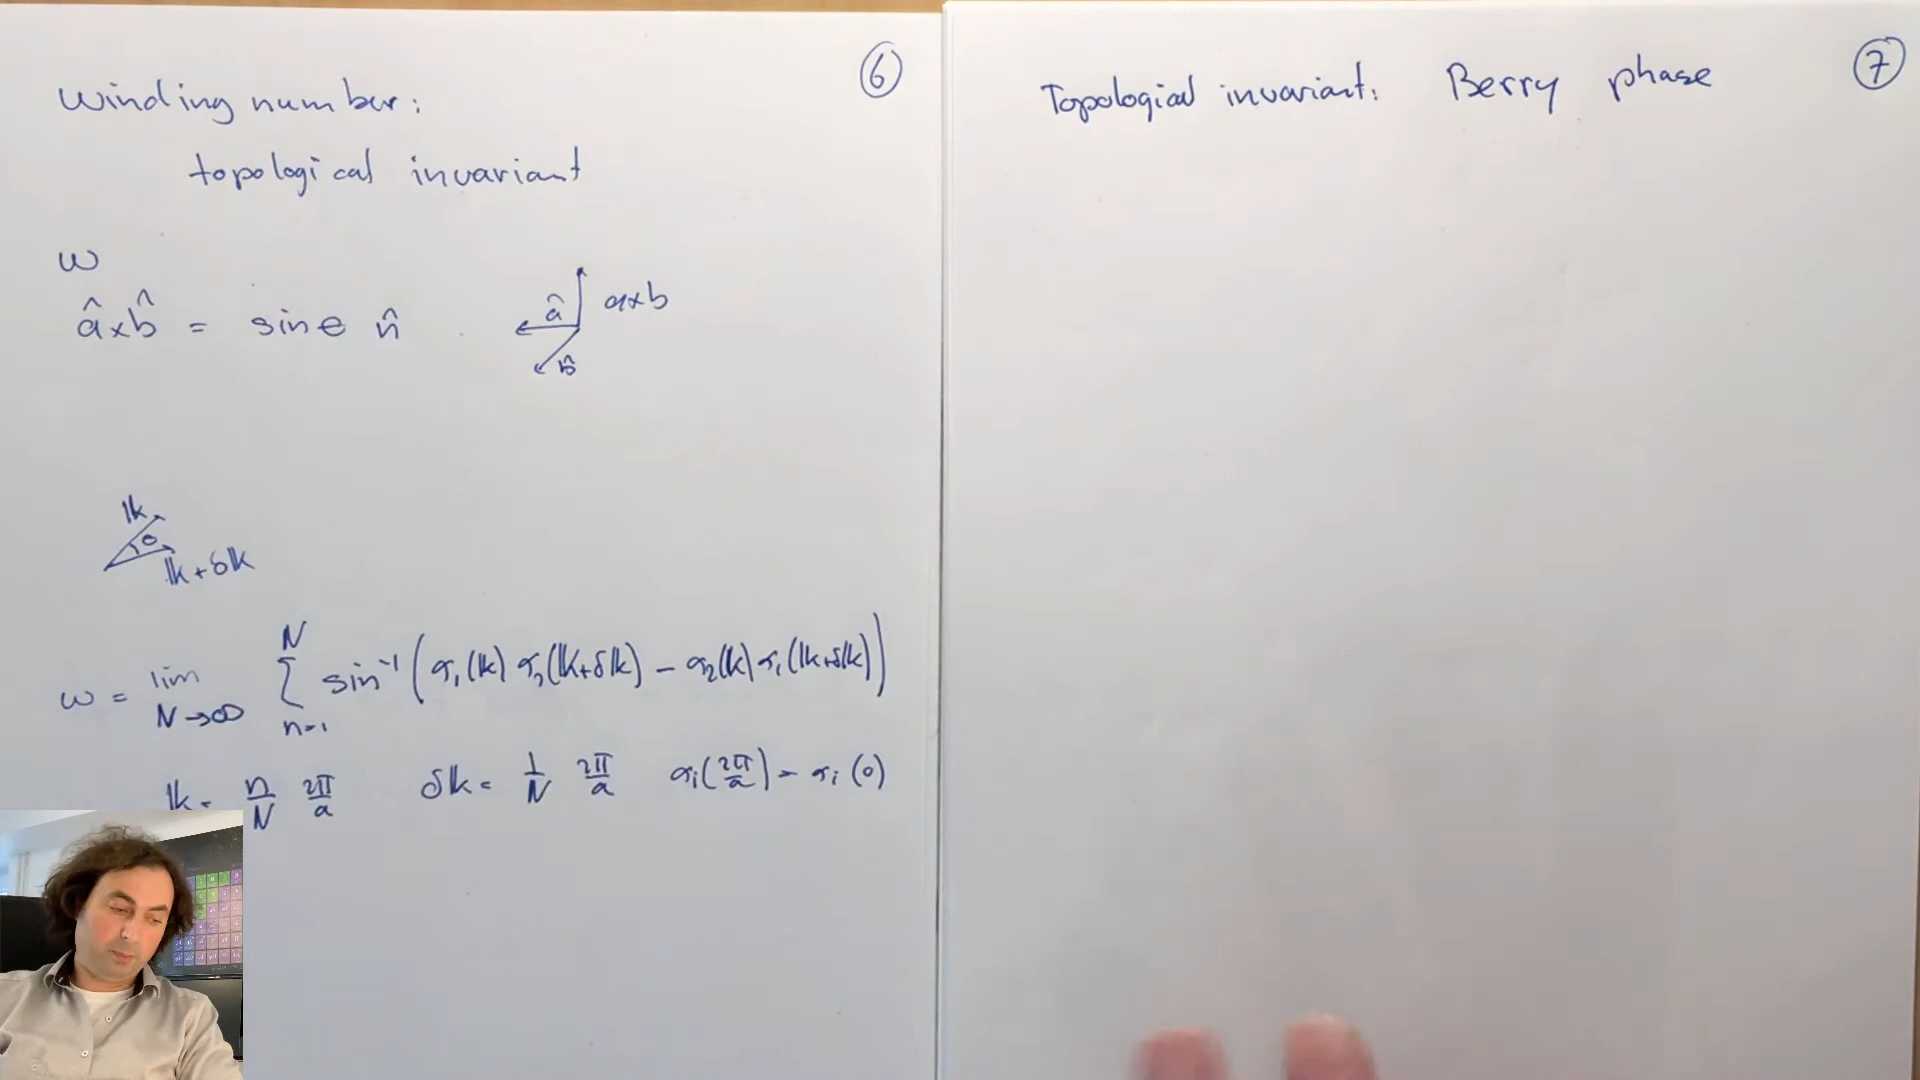 Winding number:
topological invariant
ω
â×b̂ = sinθ n̂
â
a×b
b̂
𝕜
θ
𝕜+δ𝕜
ω = lim N→∞ Σ n=1 N sin⁻¹(σ₁(𝕜) σ₂(𝕜+δ𝕜) − σ₂(𝕜) σ₁(𝕜+δ𝕜))
𝕜 = n/N 2π/a δ𝕜 = 1/N 2π/a σᵢ(2π/a) = σᵢ(0)
6
Topological invariant: Berry phase
7